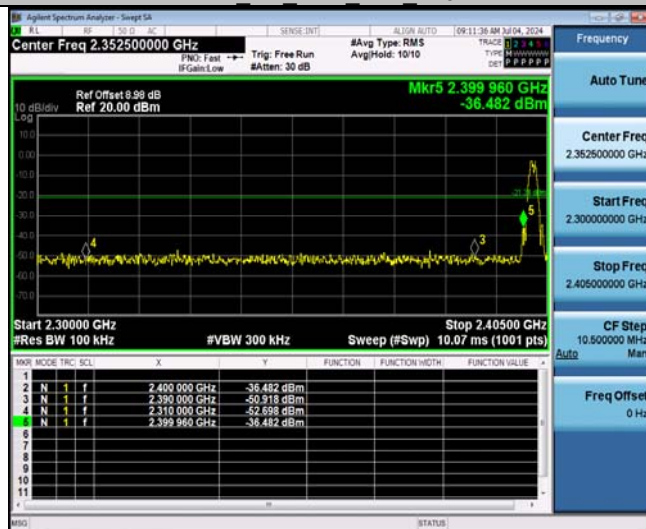 Agilent Spectrum Analyzer - Swept SA
RL RF 50 Ω AC SENSE:INT ALIGN AUTO 09:11:36 AM Jul 04, 2024
Center Freq 2.352500000 GHz
PNO: Fast
IFGain:Low
Trig: Free Run
#Atten: 30 dB
#Avg Type: RMS
Avg|Hold: 10/10
TRACE 1 2 3 4 5
TYPE M
DET P P P P P P
Frequency
Mkr5 2.399 960 GHz
-36.482 dBm
Ref Offset 8.98 dB
Ref 20.00 dBm
10 dB/div
Log
10.0
0.00
-10.0
-20.0
-30.0
-40.0
-50.0
-60.0
-70.0
4
3
5
Start 2.30000 GHz
Stop 2.40500 GHz
#Res BW 100 kHz
#VBW 300 kHz
Sweep (#Swp) 10.07 ms (1001 pts)
MKR MODE TRC SCL X Y FUNCTION FUNCTION WIDTH FUNCTION VALUE
1
2 N 1 f 2.400 000 GHz -36.482 dBm
3 N 1 f 2.390 000 GHz -50.918 dBm
4 N 1 f 2.310 000 GHz -52.698 dBm
5 N 1 f 2.399 960 GHz -36.482 dBm
6
7
8
9
10
11
MSG
STATUS
Auto Tune
Center Freq
2.352500000 GHz
Start Freq
2.300000000 GHz
Stop Freq
2.405000000 GHz
CF Step
10.500000 MHz
Auto Man
Freq Offset
0 Hz